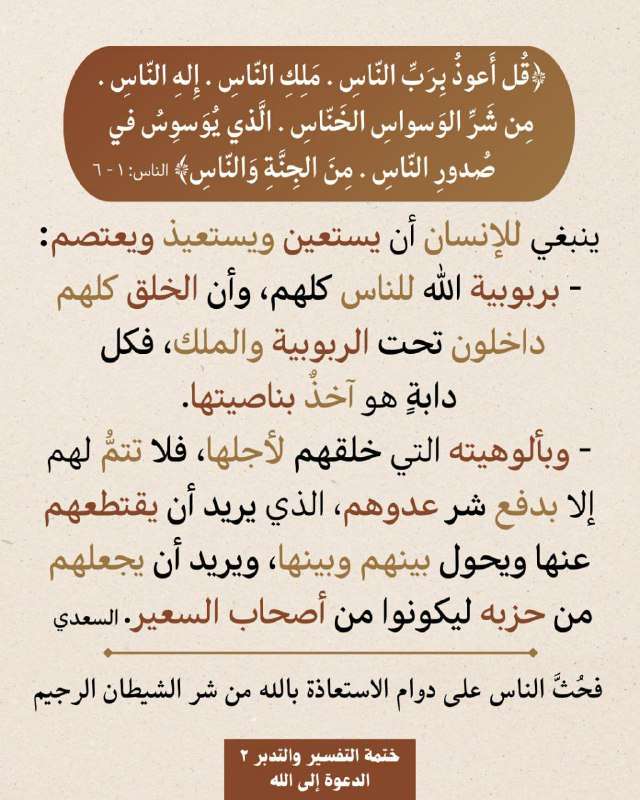 ﴿قُل أَعوذُ بِرَبِّ النّاسِ . مَلِكِ النّاسِ . إِلهِ النّاسِ .
مِن شَرِّ الوَسواسِ الخَنّاسِ . الَّذي يُوَسوِسُ في
صُدورِ النّاسِ . مِنَ الجِنَّةِ وَالنّاسِ﴾ الناس: ١ - ٦
ينبغي للإنسان أن يستعين ويستعيذ ويعتصم:
- بربوبية الله للناس كلهم، وأن الخلق كلهم
داخلون تحت الربوبية والملك، فكل
دابةٍ هو آخذٌ بناصيتها.
- وبألوهيته التي خلقهم لأجلها، فلا تتمُّ لهم
إلا بدفع شر عدوهم، الذي يريد أن يقتطعهم
عنها ويحول بينهم وبينها، ويريد أن يجعلهم
من حزبه ليكونوا من أصحاب السعير. السعدي
فحُثَّ الناس على دوام الاستعاذة بالله من شر الشيطان الرجيم
ختمة التفسير والتدبر ٢
الدعوة إلى الله